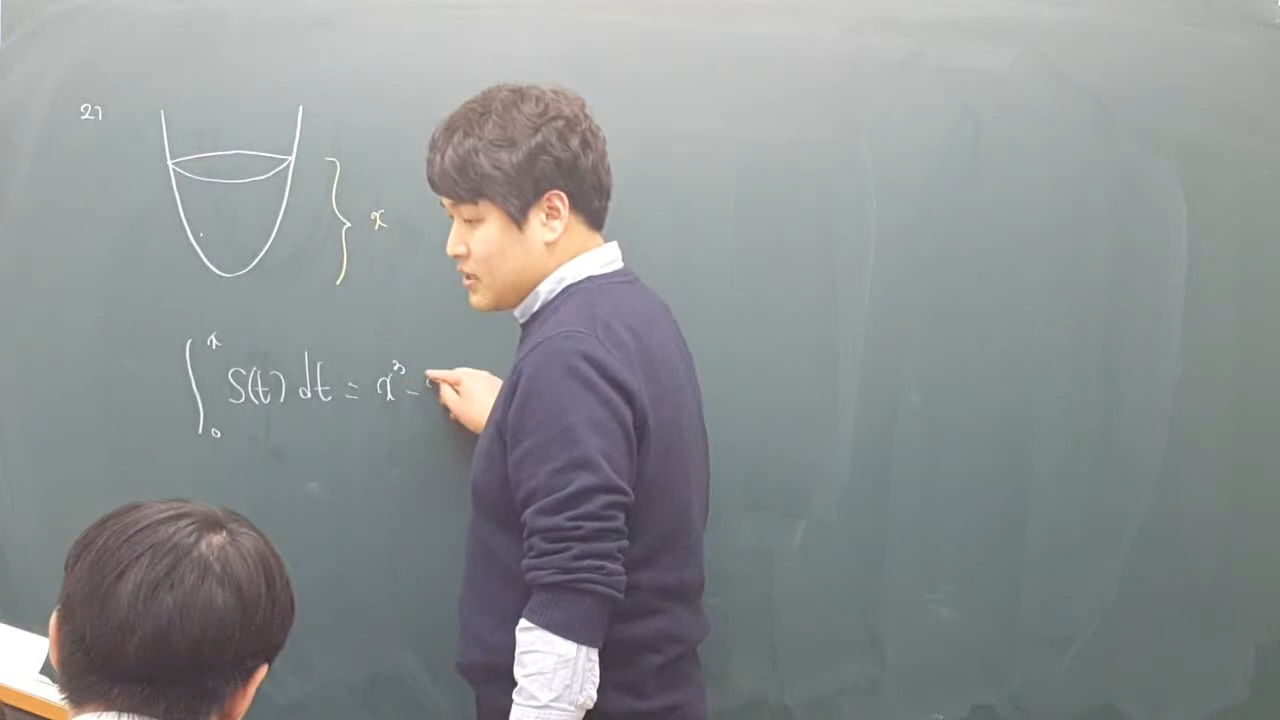 27
x
∫₀ˣ S(t) dt = x³ -